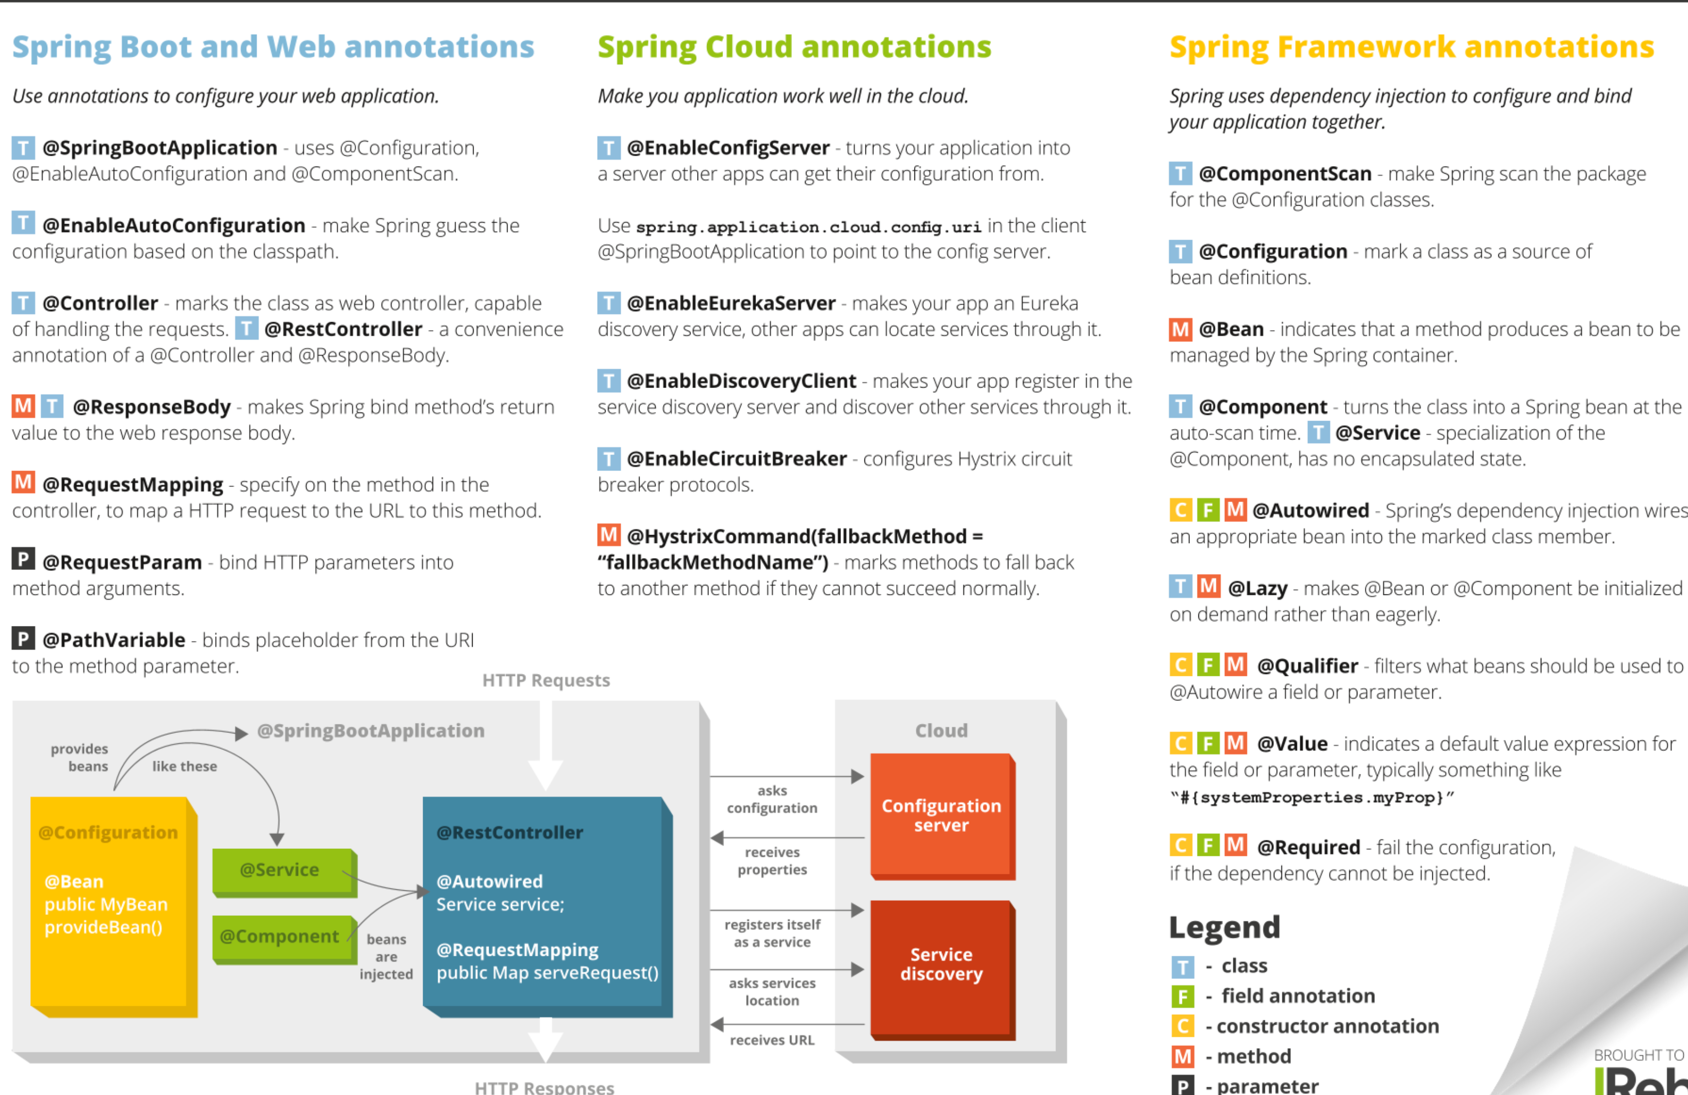 Spring Boot and Web annotations
Use annotations to configure your web application.
T @SpringBootApplication - uses @Configuration,
@EnableAutoConfiguration and @ComponentScan.
T @EnableAutoConfiguration - make Spring guess the
configuration based on the classpath.
T @Controller - marks the class as web controller, capable
of handling the requests. T @RestController - a convenience
annotation of a @Controller and @ResponseBody.
M T @ResponseBody - makes Spring bind method’s return
value to the web response body.
M @RequestMapping - specify on the method in the
controller, to map a HTTP request to the URL to this method.
P @RequestParam - bind HTTP parameters into
method arguments.
P @PathVariable - binds placeholder from the URI
to the method parameter.
Spring Cloud annotations
Make you application work well in the cloud.
T @EnableConfigServer - turns your application into
a server other apps can get their configuration from.
Use spring.application.cloud.config.uri in the client
@SpringBootApplication to point to the config server.
T @EnableEurekaServer - makes your app an Eureka
discovery service, other apps can locate services through it.
T @EnableDiscoveryClient - makes your app register in the
service discovery server and discover other services through it.
T @EnableCircuitBreaker - configures Hystrix circuit
breaker protocols.
M @HystrixCommand(fallbackMethod =
“fallbackMethodName”) - marks methods to fall back
to another method if they cannot succeed normally.
Spring Framework annotations
Spring uses dependency injection to configure and bind
your application together.
T @ComponentScan - make Spring scan the package
for the @Configuration classes.
T @Configuration - mark a class as a source of
bean definitions.
M @Bean - indicates that a method produces a bean to be
managed by the Spring container.
T @Component - turns the class into a Spring bean at the
auto-scan time. T @Service - specialization of the
@Component, has no encapsulated state.
C F M @Autowired - Spring’s dependency injection wires
an appropriate bean into the marked class member.
T M @Lazy - makes @Bean or @Component be initialized
on demand rather than eagerly.
C F M @Qualifier - filters what beans should be used to
@Autowire a field or parameter.
C F M @Value - indicates a default value expression for
the field or parameter, typically something like
“#{systemProperties.myProp}”
C F M @Required - fail the configuration,
if the dependency cannot be injected.
Legend
T - class
F - field annotation
C - constructor annotation
M - method
P - parameter
BROUGHT TO
HTTP Requests
@SpringBootApplication
provides
beans
like these
@Configuration
@Bean
public MyBean
provideBean()
@Service
@Component
beans
are
injected
@RestController
@Autowired
Service service;
@RequestMapping
public Map serveRequest()
HTTP Responses
asks
configuration
receives
properties
registers itself
as a service
asks services
location
receives URL
Cloud
Configuration
server
Service
discovery